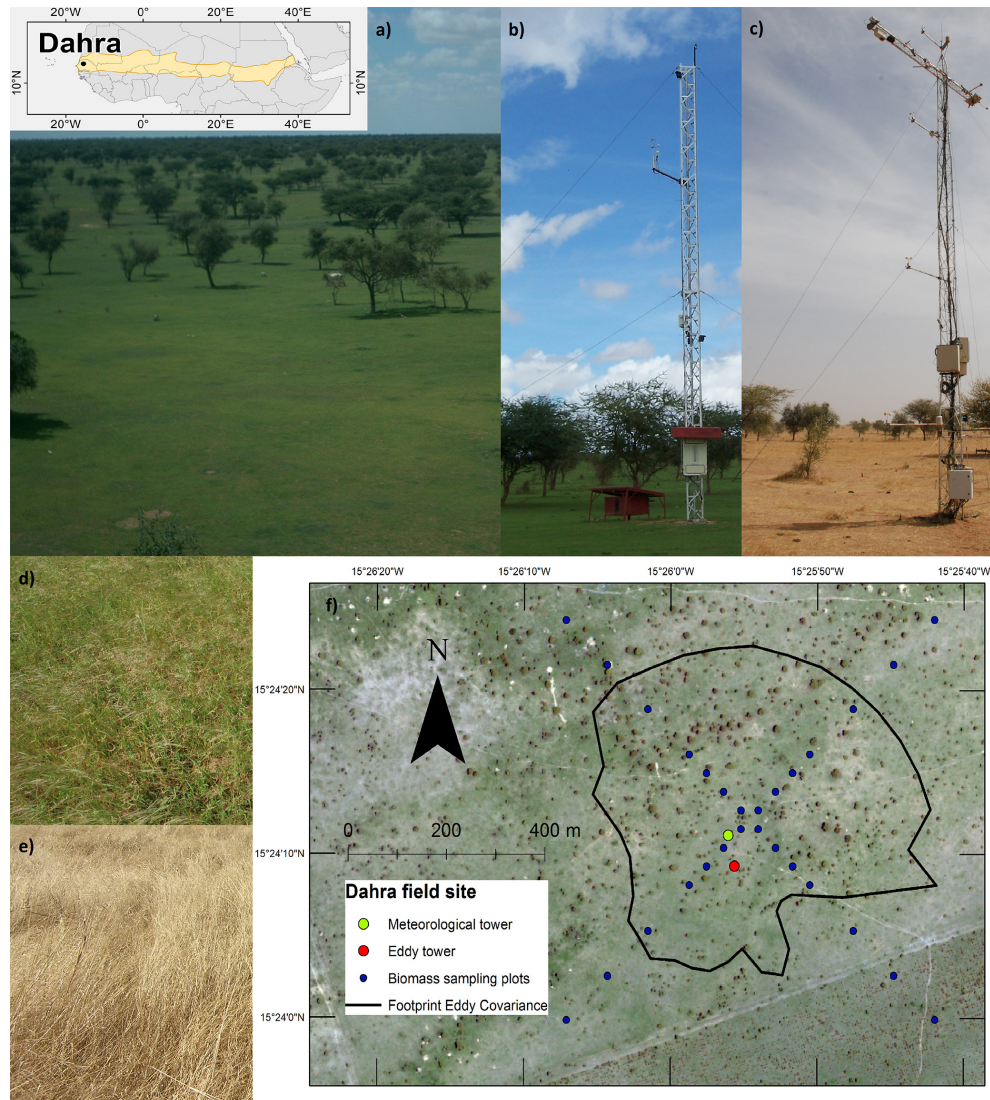 20°W 0° 20°E 40°E
Dahra
10°N 10°N
20°W 0° 20°E 40°E
a)
b)
c)
d)
e)
15°26'20"W 15°26'10"W 15°26'0"W 15°25'50"W 15°25'40"W
f)
N
15°24'20"N
0 200 400 m
15°24'10"N
Dahra field site
Meteorological tower
Eddy tower
Biomass sampling plots
Footprint Eddy Covariance
15°24'0"N